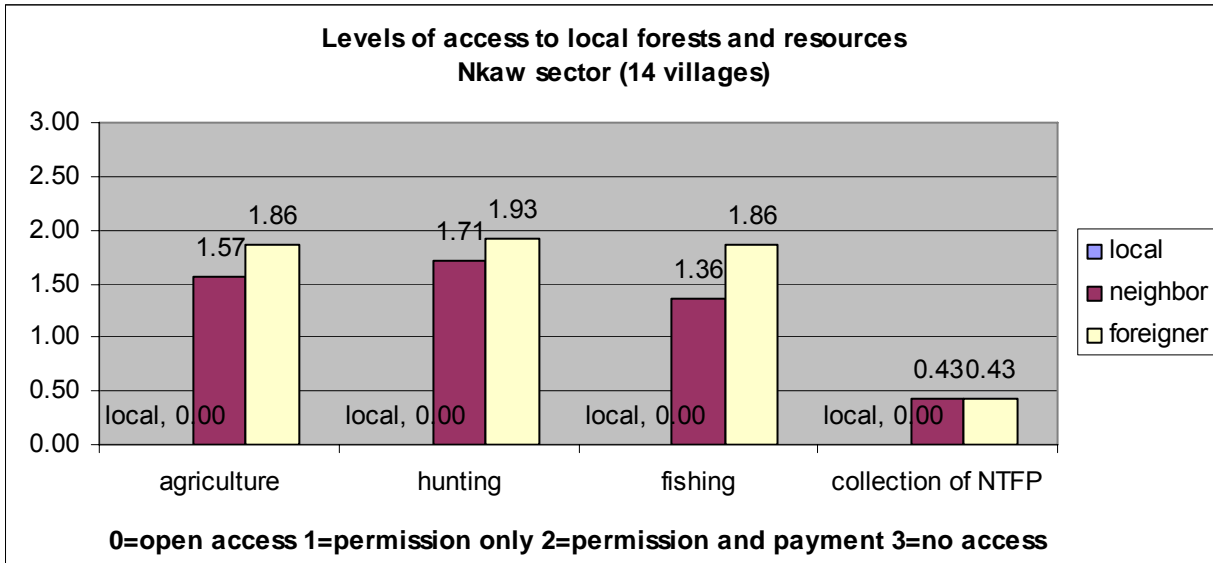 Levels of access to local forests and resources
Nkaw sector (14 villages)
3.00
2.50
2.00
1.50
1.00
0.50
0.00
local, 0.00
1.57
1.86
local, 0.00
1.71
1.93
local, 0.00
1.36
1.86
local, 0.00
0.43
0.43
agriculture
hunting
fishing
collection of NTFP
local
neighbor
foreigner
0=open access 1=permission only 2=permission and payment 3=no access